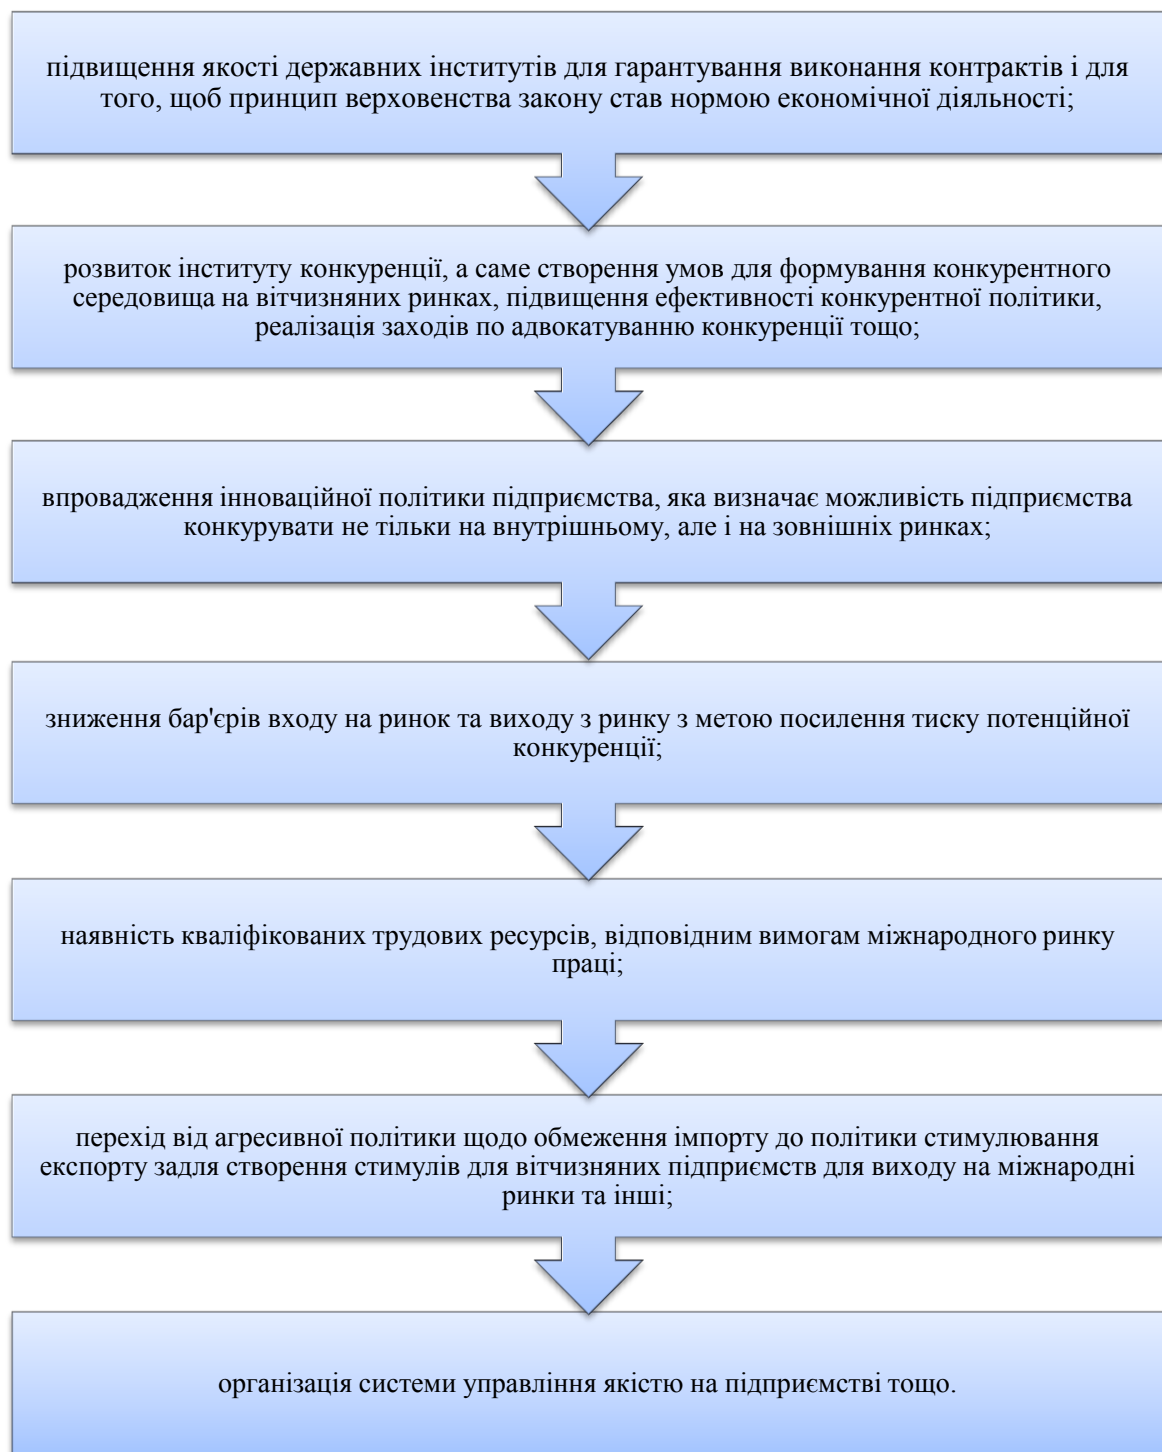 підвищення якості державних інститутів для гарантування виконання контрактів і для
того, щоб принцип верховенства закону став нормою економічної діяльності;
розвиток інституту конкуренції, а саме створення умов для формування конкурентного
середовища на вітчизняних ринках, підвищення ефективності конкурентної політики,
реалізація заходів по адвокатуванню конкуренції тощо;
впровадження інноваційної політики підприємства, яка визначає можливість підприємства
конкурувати не тільки на внутрішньому, але і на зовнішніх ринках;
зниження бар'єрів входу на ринок та виходу з ринку з метою посилення тиску потенційної
конкуренції;
наявність кваліфікованих трудових ресурсів, відповідним вимогам міжнародного ринку
праці;
перехід від агресивної політики щодо обмеження імпорту до політики стимулювання
експорту задля створення стимулів для вітчизняних підприємств для виходу на міжнародні
ринки та інші;
організація системи управління якістю на підприємстві тощо.